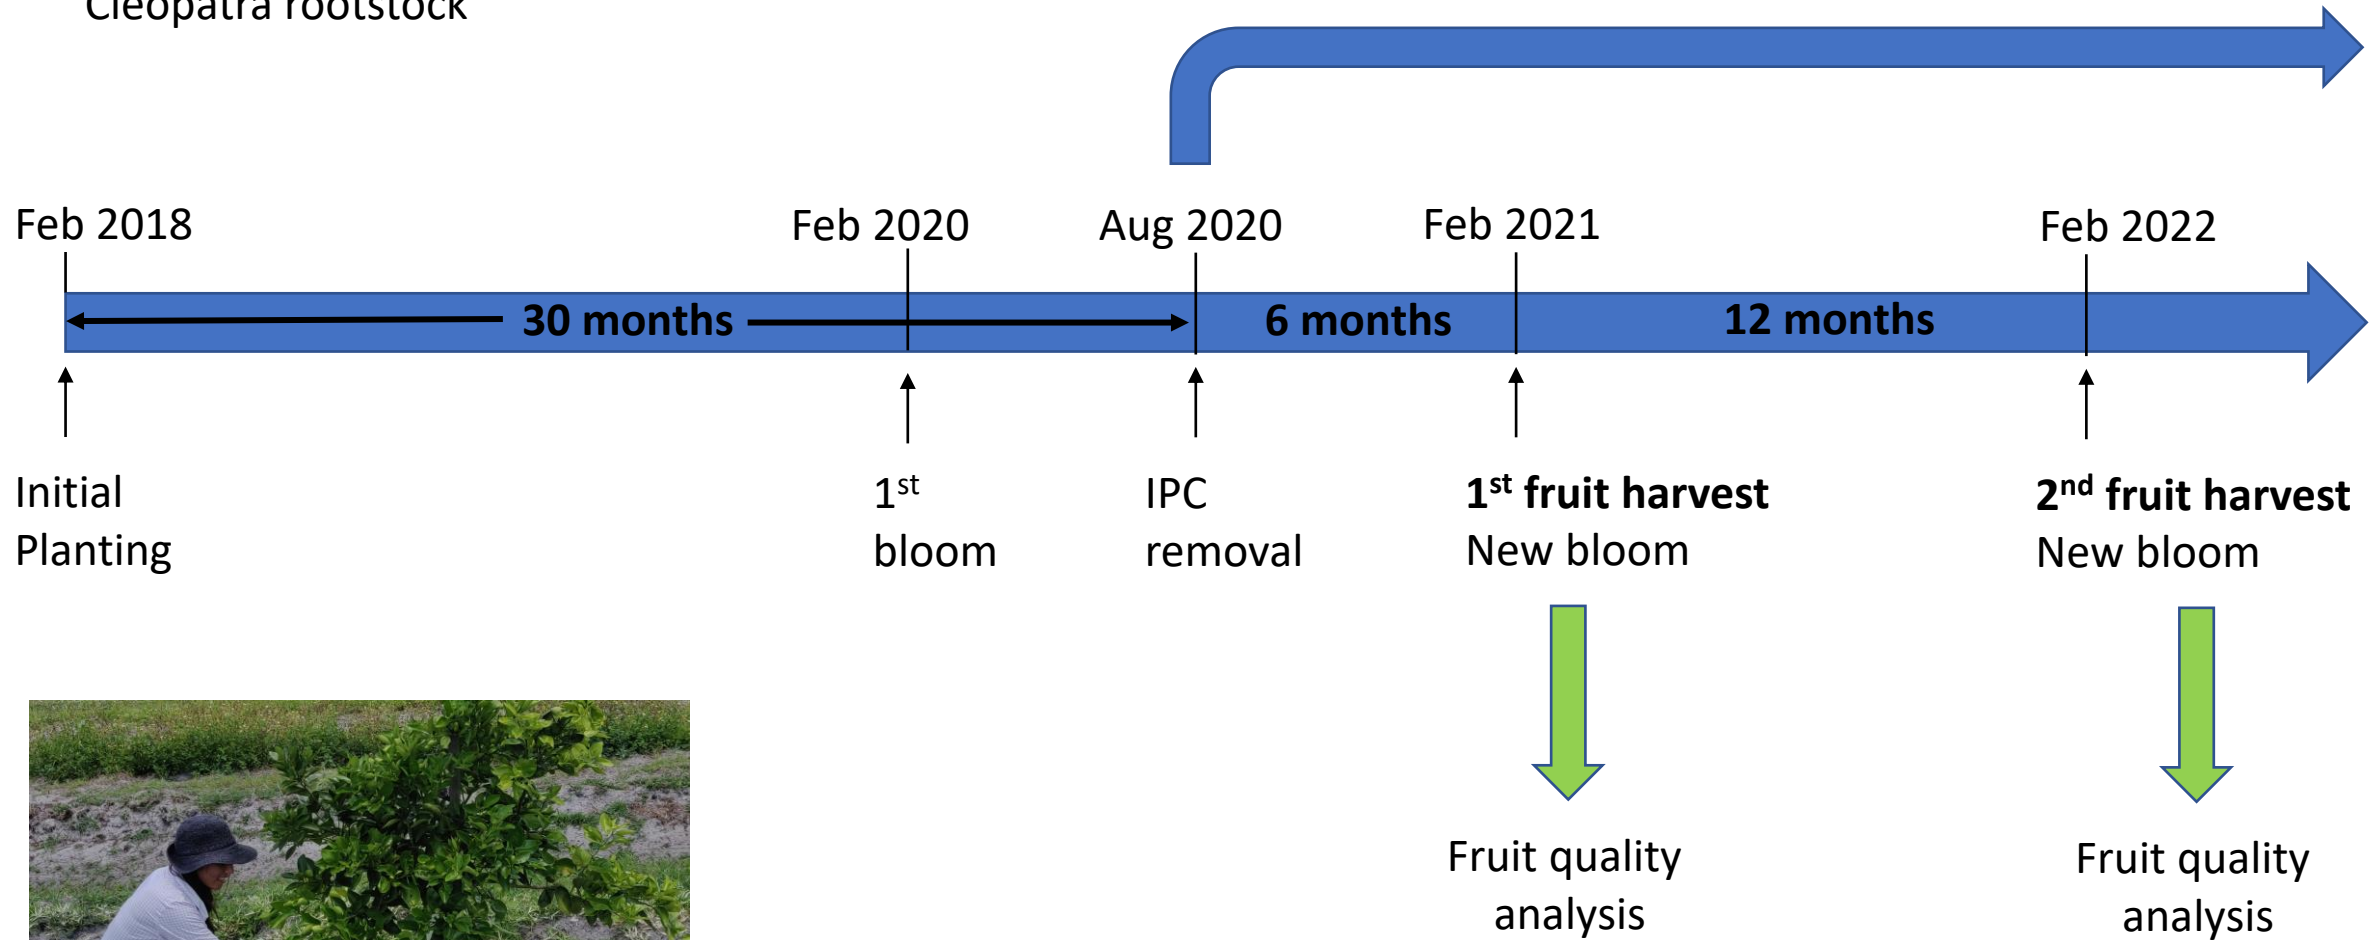 Cleopatra rootstock
Feb 2018
Feb 2020
Aug 2020
Feb 2021
Feb 2022
30 months
6 months
12 months
Initial
Planting
1st
bloom
IPC
removal
1st fruit harvest
New bloom
2nd fruit harvest
New bloom
Fruit quality
analysis
Fruit quality
analysis